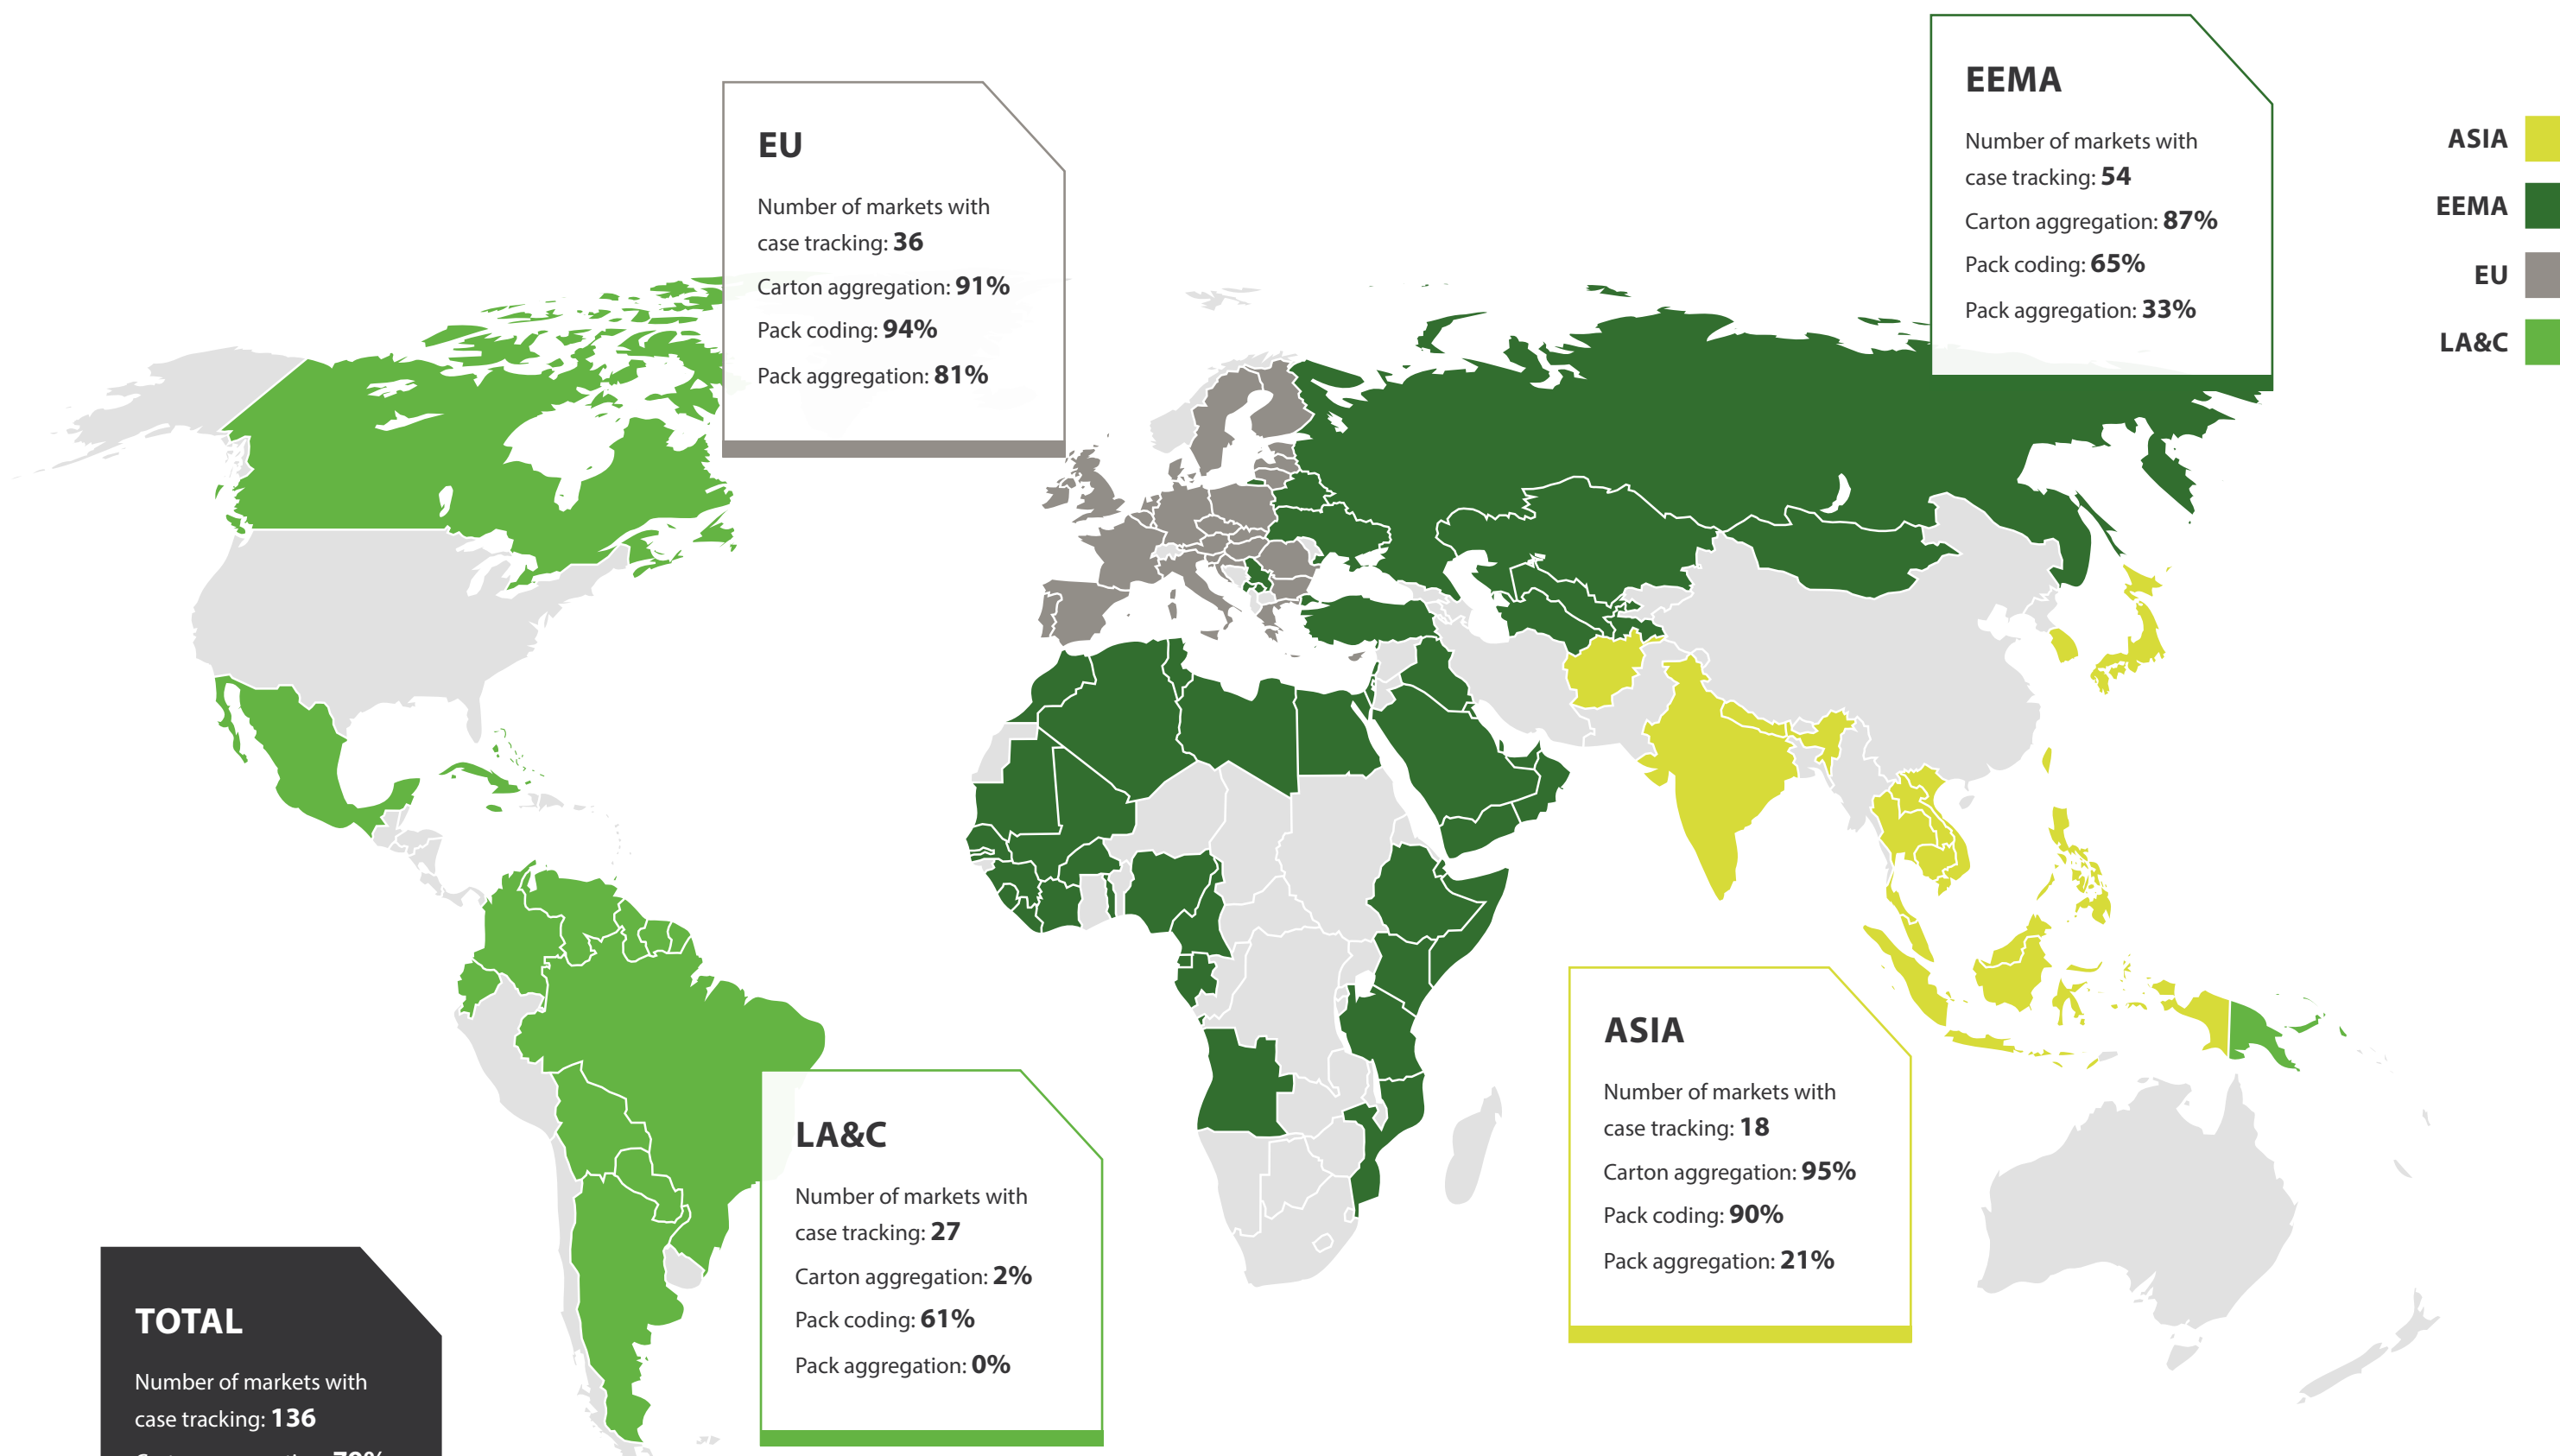 EU
Number of markets with
case tracking: 36
Carton aggregation: 91%
Pack coding: 94%
Pack aggregation: 81%
EEMA
Number of markets with
case tracking: 54
Carton aggregation: 87%
Pack coding: 65%
Pack aggregation: 33%
ASIA
EEMA
EU
LA&C
LA&C
Number of markets with
case tracking: 27
Carton aggregation: 2%
Pack coding: 61%
Pack aggregation: 0%
ASIA
Number of markets with
case tracking: 18
Carton aggregation: 95%
Pack coding: 90%
Pack aggregation: 21%
TOTAL
Number of markets with
case tracking: 136